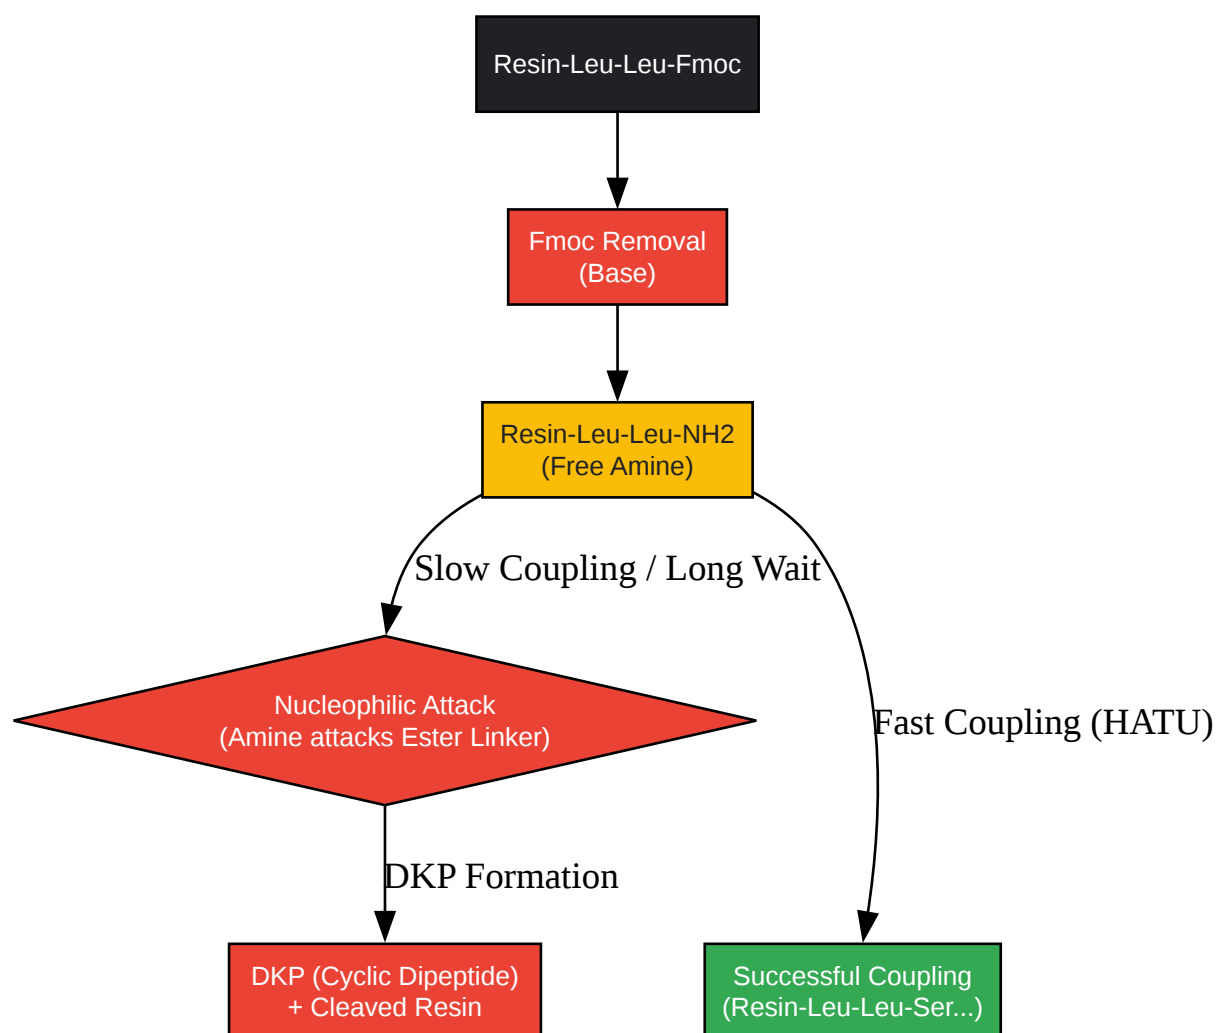 Resin-Leu-Leu-Fmoc
Fmoc Removal
(Base)
Resin-Leu-Leu-NH2
(Free Amine)
Slow Coupling / Long Wait
Nucleophilic Attack
(Amine attacks Ester Linker)
Fast Coupling (HATU)
DKP Formation
DKP (Cyclic Dipeptide)
+ Cleaved Resin
Successful Coupling
(Resin-Leu-Leu-Ser...)